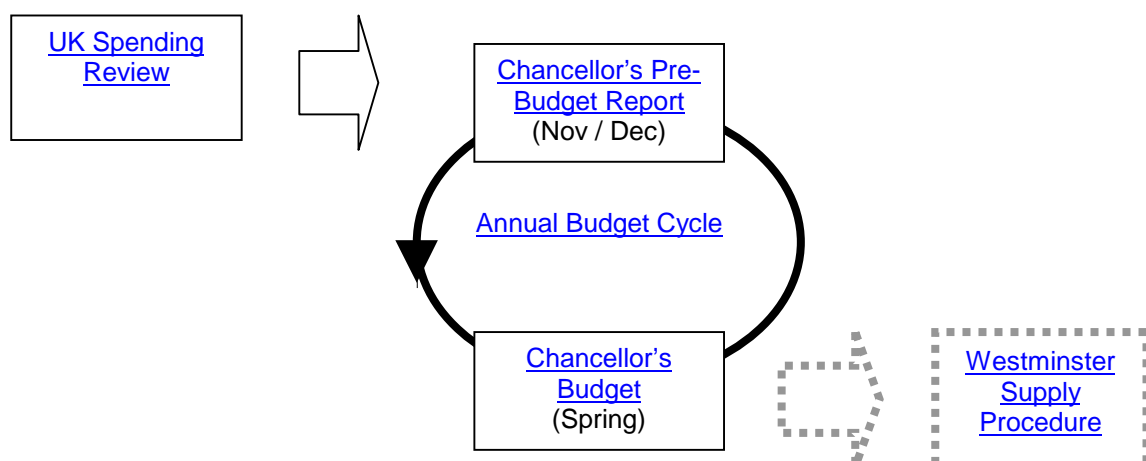 UK Spending
Review
Chancellor’s Pre-
Budget Report
(Nov / Dec)
Annual Budget Cycle
Chancellor’s
Budget
(Spring)
Westminster
Supply
Procedure